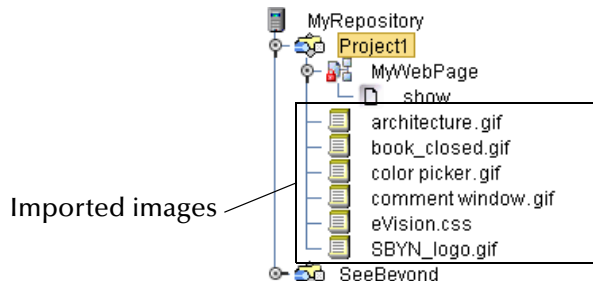 MyRepository
Project1
MyWebPage
show
architecture.gif
book_closed.gif
color picker.gif
comment window.gif
eVision.css
SBYN_logo.gif
SeeBeyond
Imported images